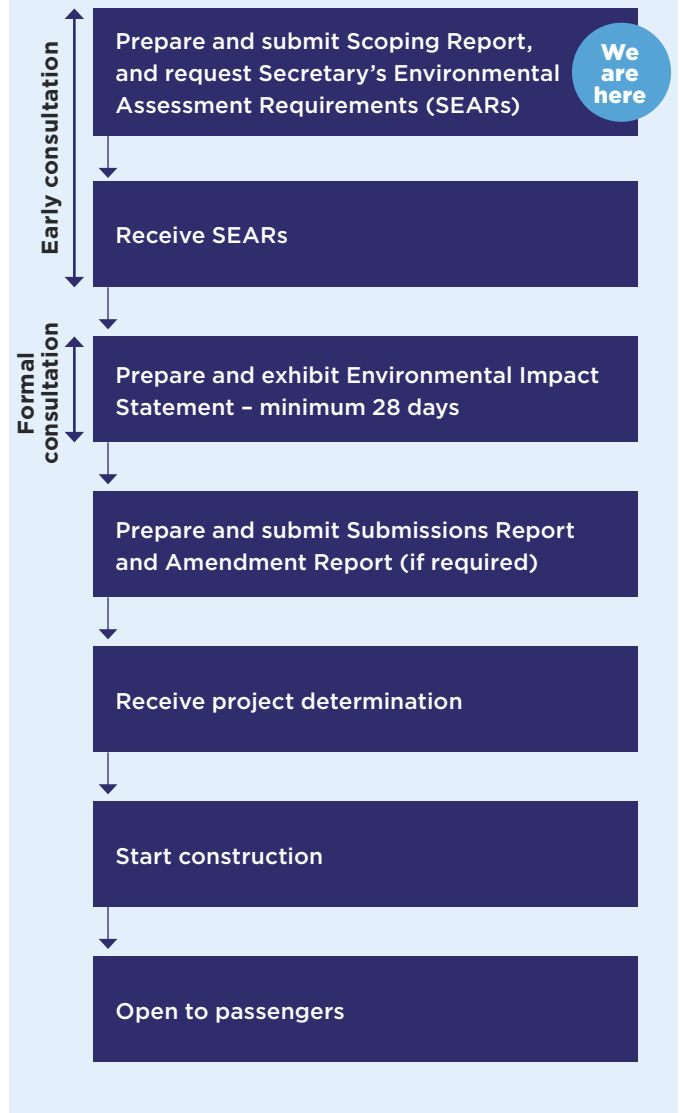 Early consultation
Prepare and submit Scoping Report,
and request Secretary’s Environmental
Assessment Requirements (SEARs)
We
are
here
Receive SEARs
Formal
consultation
Prepare and exhibit Environmental Impact
Statement – minimum 28 days
Prepare and submit Submissions Report
and Amendment Report (if required)
Receive project determination
Start construction
Open to passengers